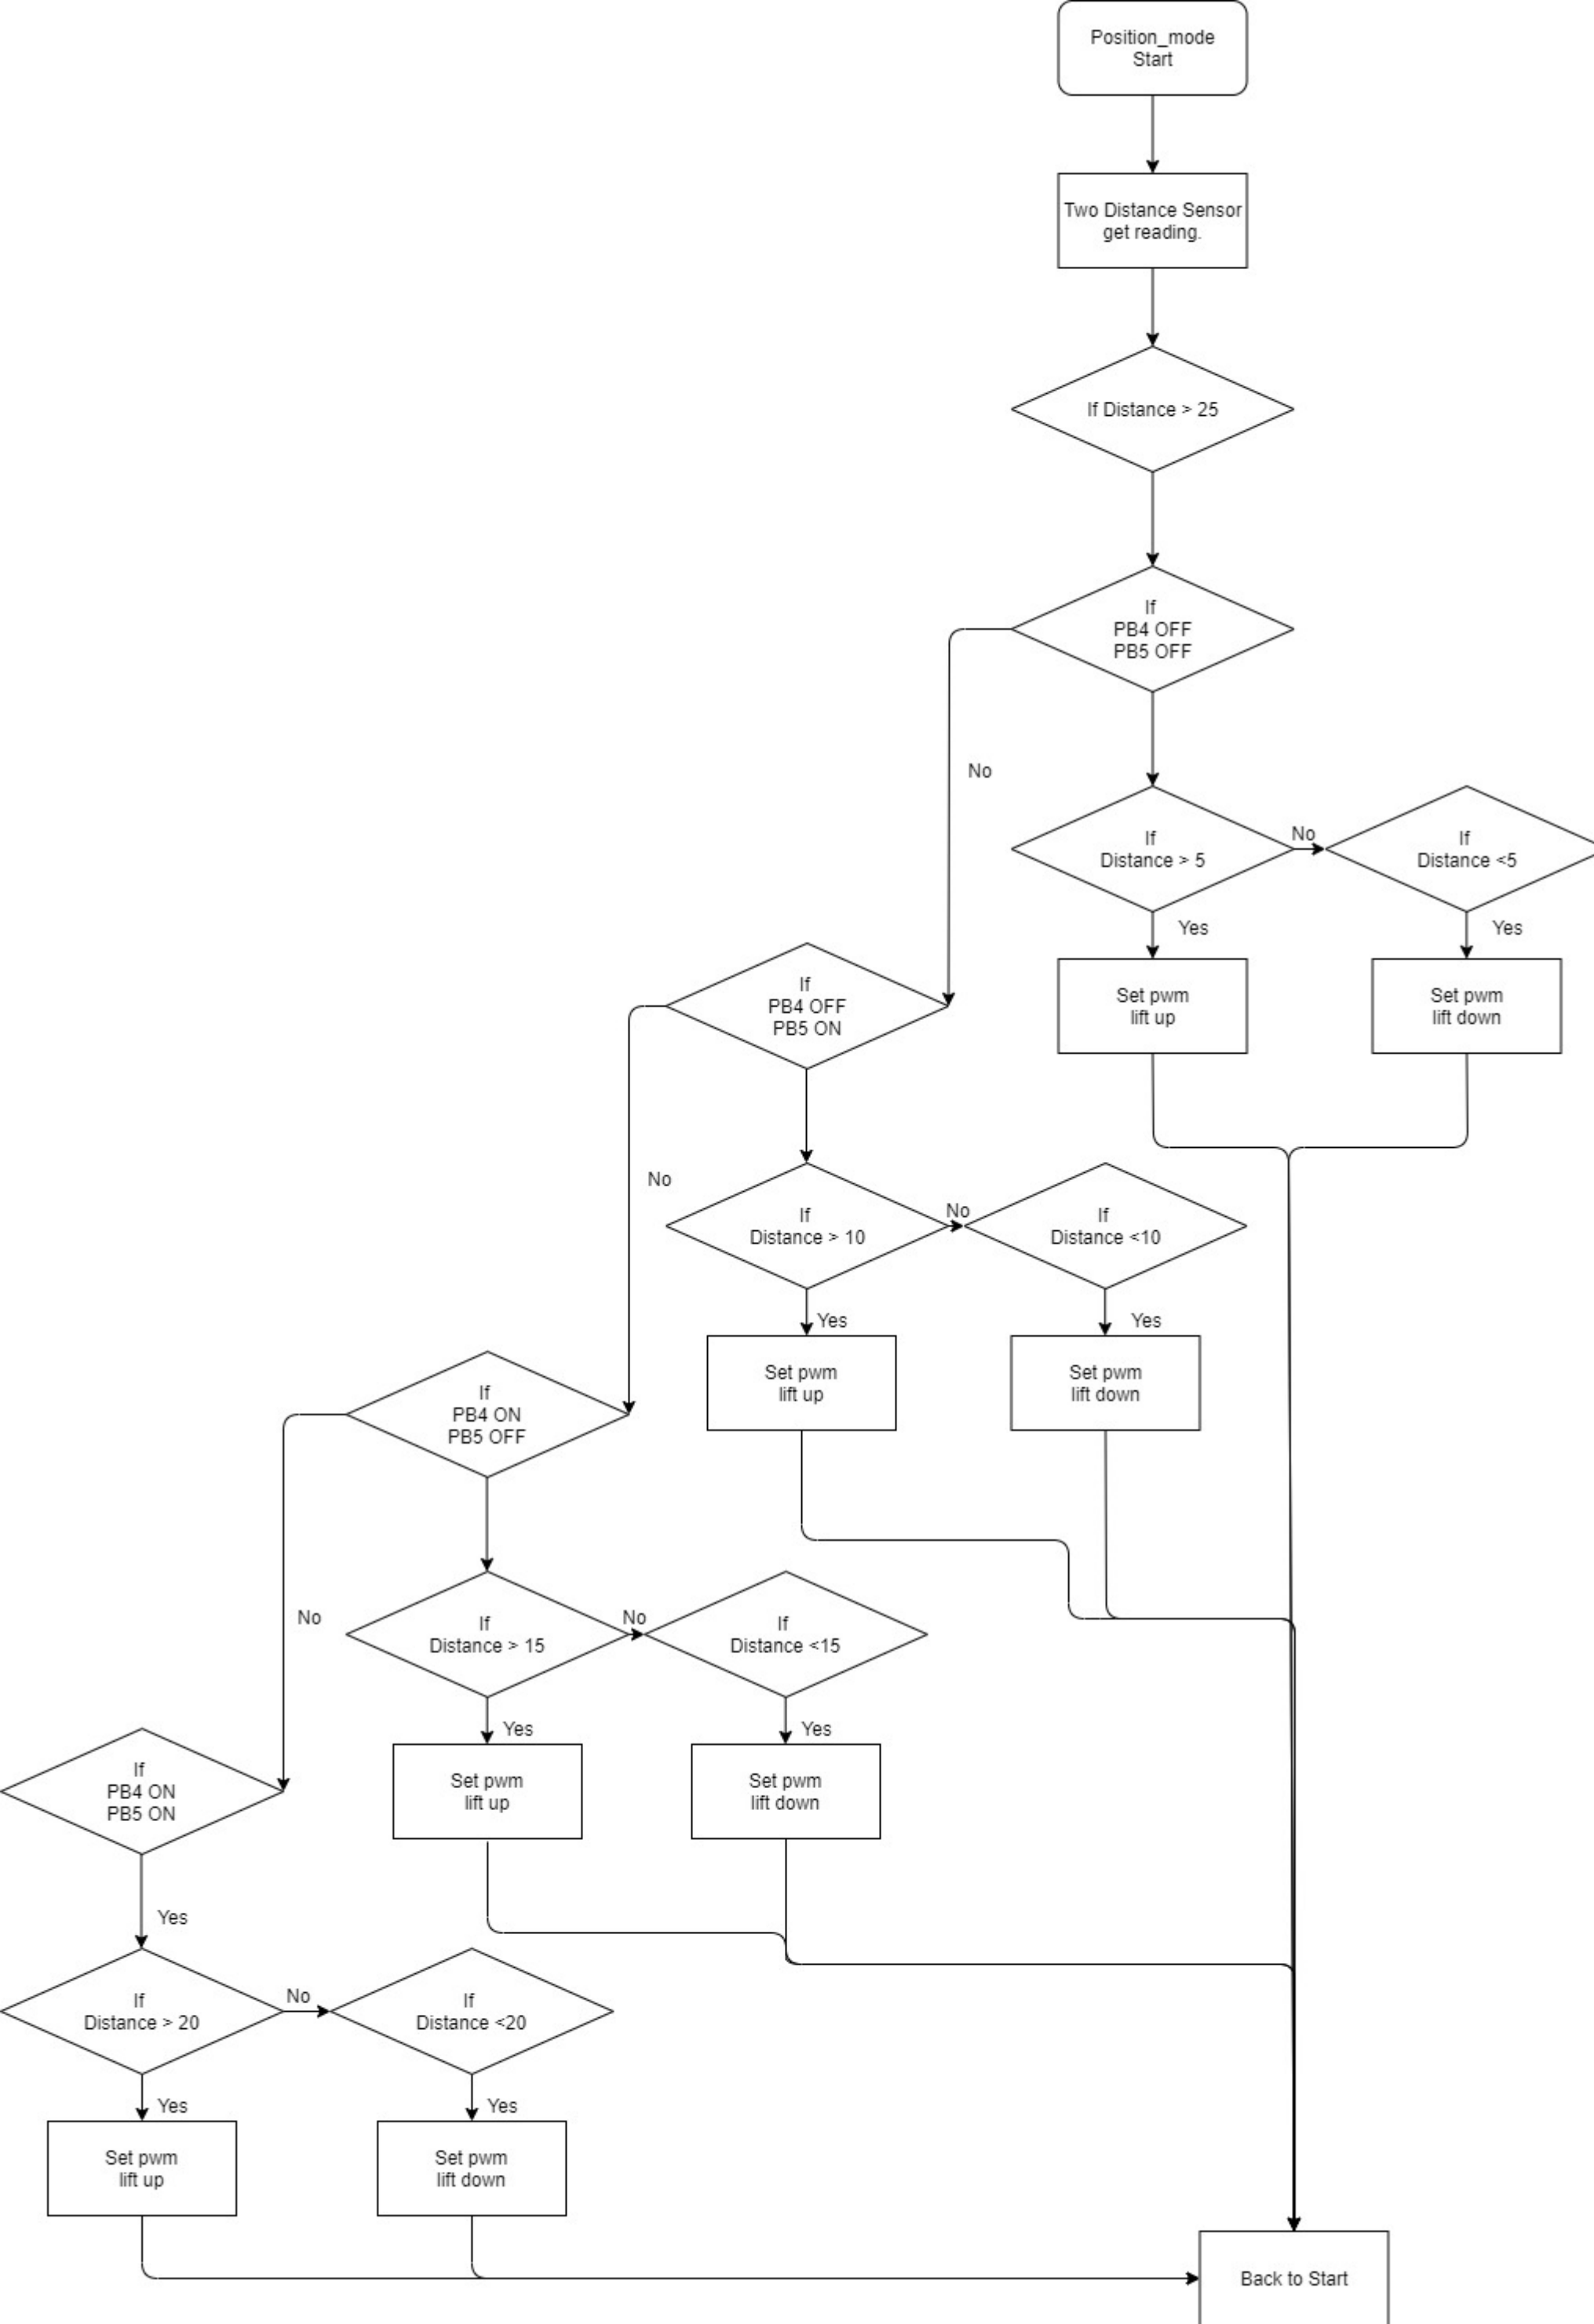 Position_mode
Start
Two Distance Sensor
get reading.
If Distance > 25
If
PB4 OFF
PB5 OFF
No
If
Distance > 5
No
If
Distance <5
Yes
Yes
Set pwm
lift up
Set pwm
lift down
If
PB4 OFF
PB5 ON
No
If
Distance > 10
No
If
Distance <10
Yes
Yes
Set pwm
lift up
Set pwm
lift down
If
PB4 ON
PB5 OFF
No
If
Distance > 15
No
If
Distance <15
Yes
Yes
Set pwm
lift up
Set pwm
lift down
If
PB4 ON
PB5 ON
Yes
If
Distance > 20
No
If
Distance <20
Yes
Yes
Set pwm
lift up
Set pwm
lift down
Back to Start